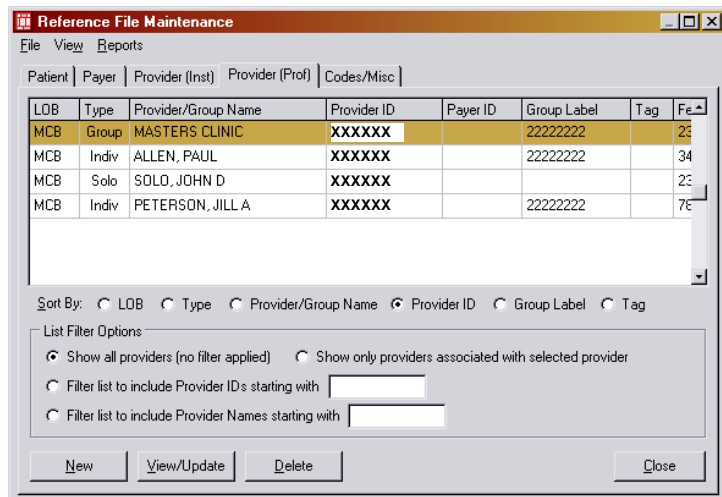 Reference File Maintenance
File View Reports
Patient Payer Provider (Inst) Provider (Prof) Codes/Misc
LOB Type Provider/Group Name Provider ID Payer ID Group Label Tag Fe
MCB Group MASTERS CLINIC XXXXXX 22222222 23
MCB Indiv ALLEN, PAUL XXXXXX 22222222 34
MCB Solo SOLO, JOHN D XXXXXX 23
MCB Indiv PETERSON, JILL A XXXXXX 22222222 78
Sort By: LOB Type Provider/Group Name Provider ID Group Label Tag
List Filter Options
Show all providers (no filter applied) Show only providers associated with selected provider
Filter list to include Provider IDs starting with
Filter list to include Provider Names starting with
New View/Update Delete Close